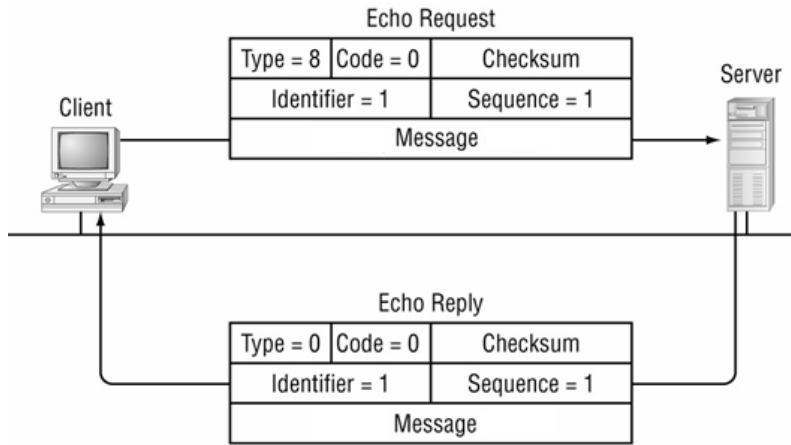 Echo Request
Type = 8 Code = 0 Checksum
Server
Client
Identifier = 1 Sequence = 1
Message
Echo Reply
Type = 0 Code = 0 Checksum
Identifier = 1 Sequence = 1
Message